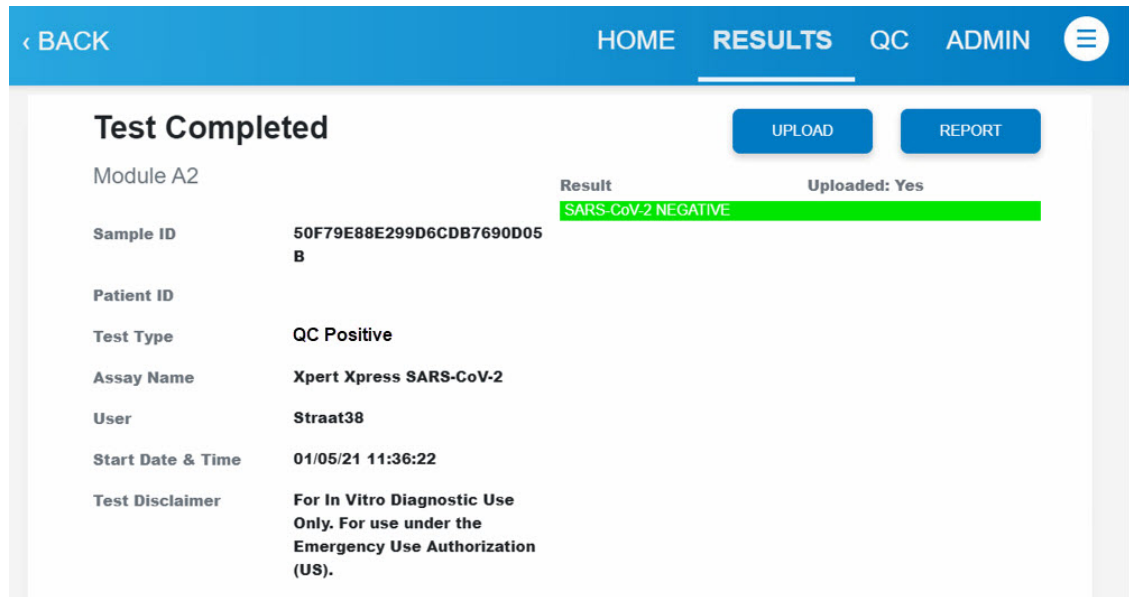 ‹ BACK
HOME RESULTS QC ADMIN
Test Completed
UPLOAD REPORT
Module A2
Result Uploaded: Yes
SARS-CoV-2 NEGATIVE
Sample ID 50F79E88E299D6CDB7690D05
B
Patient ID
Test Type QC Positive
Assay Name Xpert Xpress SARS-CoV-2
User Straat38
Start Date & Time 01/05/21 11:36:22
Test Disclaimer For In Vitro Diagnostic Use
Only. For use under the
Emergency Use Authorization
(US).